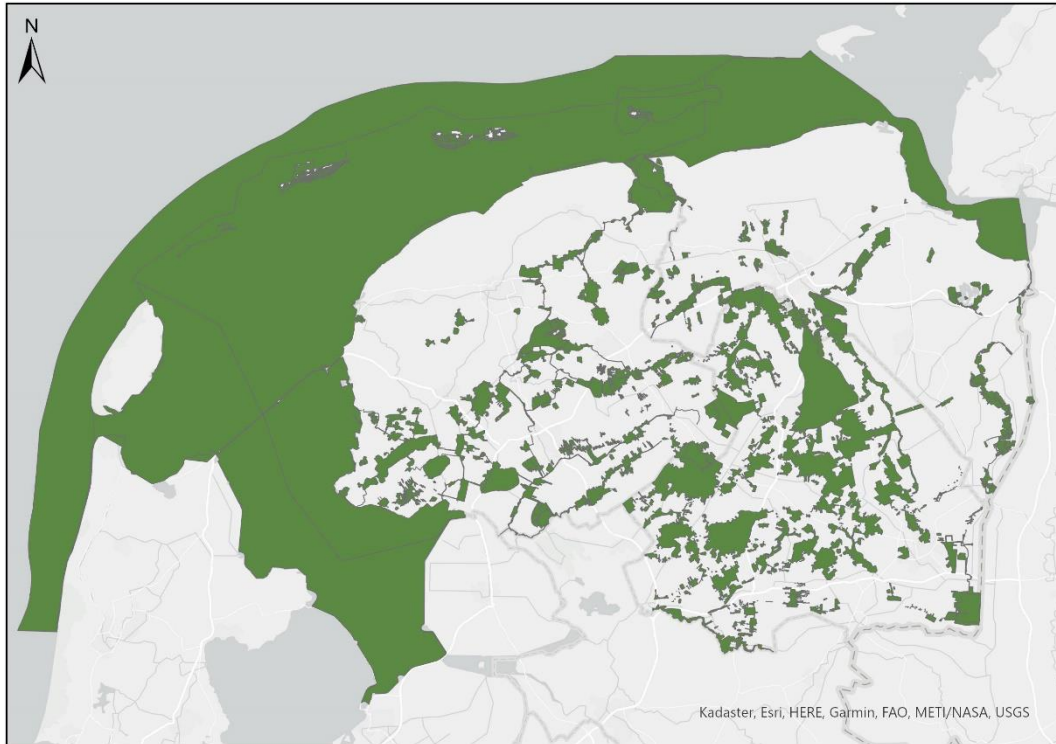 N
Kadaster, Esri, HERE, Garmin, FAO, METI/NASA, USGS